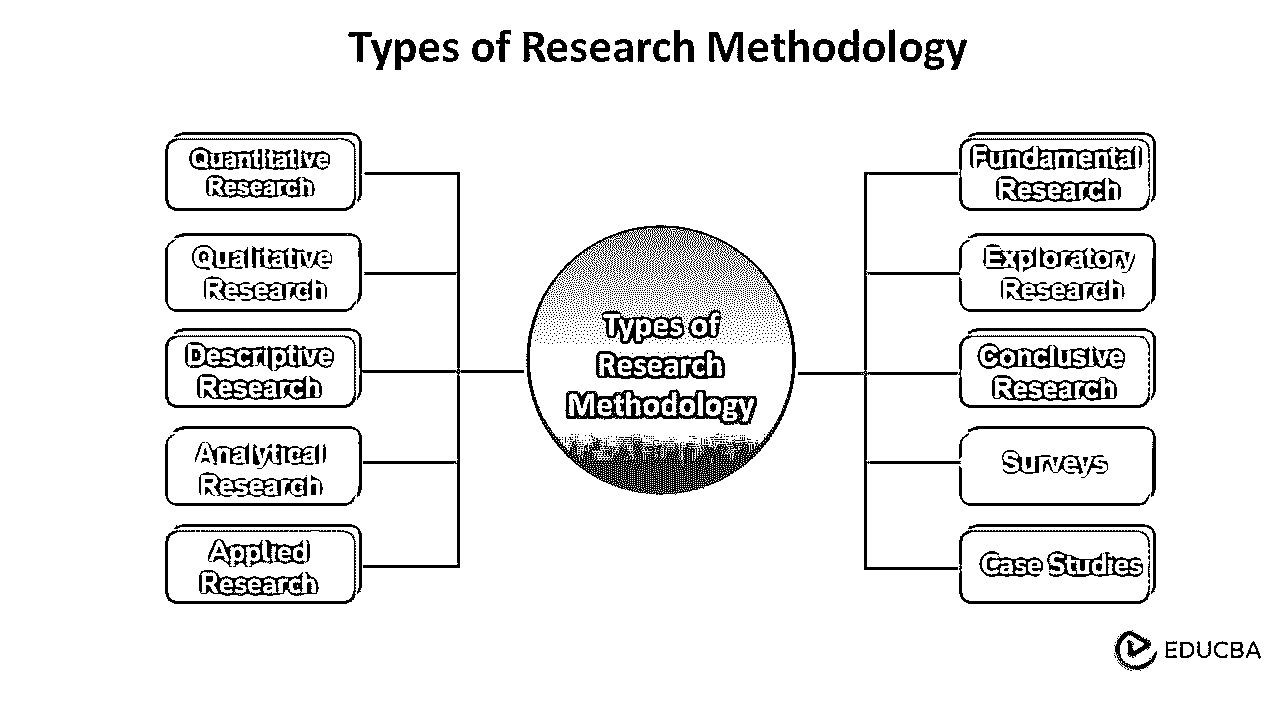 Types of Research Methodology
Quantitative
Research
Qualitative
Research
Descriptive
Research
Analytical
Research
Applied
Research
Types of
Research
Methodology
Fundamental
Research
Exploratory
Research
Conclusive
Research
Surveys
Case Studies
EDUCBA